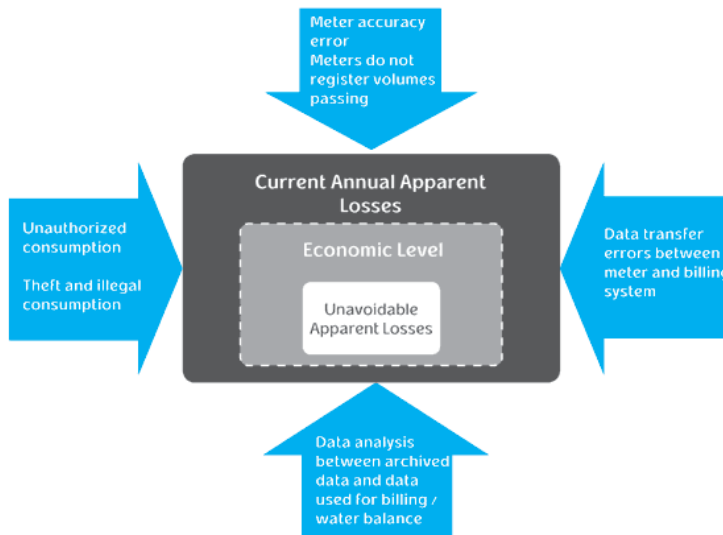 Meter accuracy
error
Meters do not
register volumes
passing
Current Annual Apparent
Losses
Unauthorized
consumption
Theft and illegal
consumption
Economic Level
Unavoidable
Apparent Losses
Data transfer
errors between
meter and billing
system
Data analysis
between archived
data and data
used for billing /
water balance